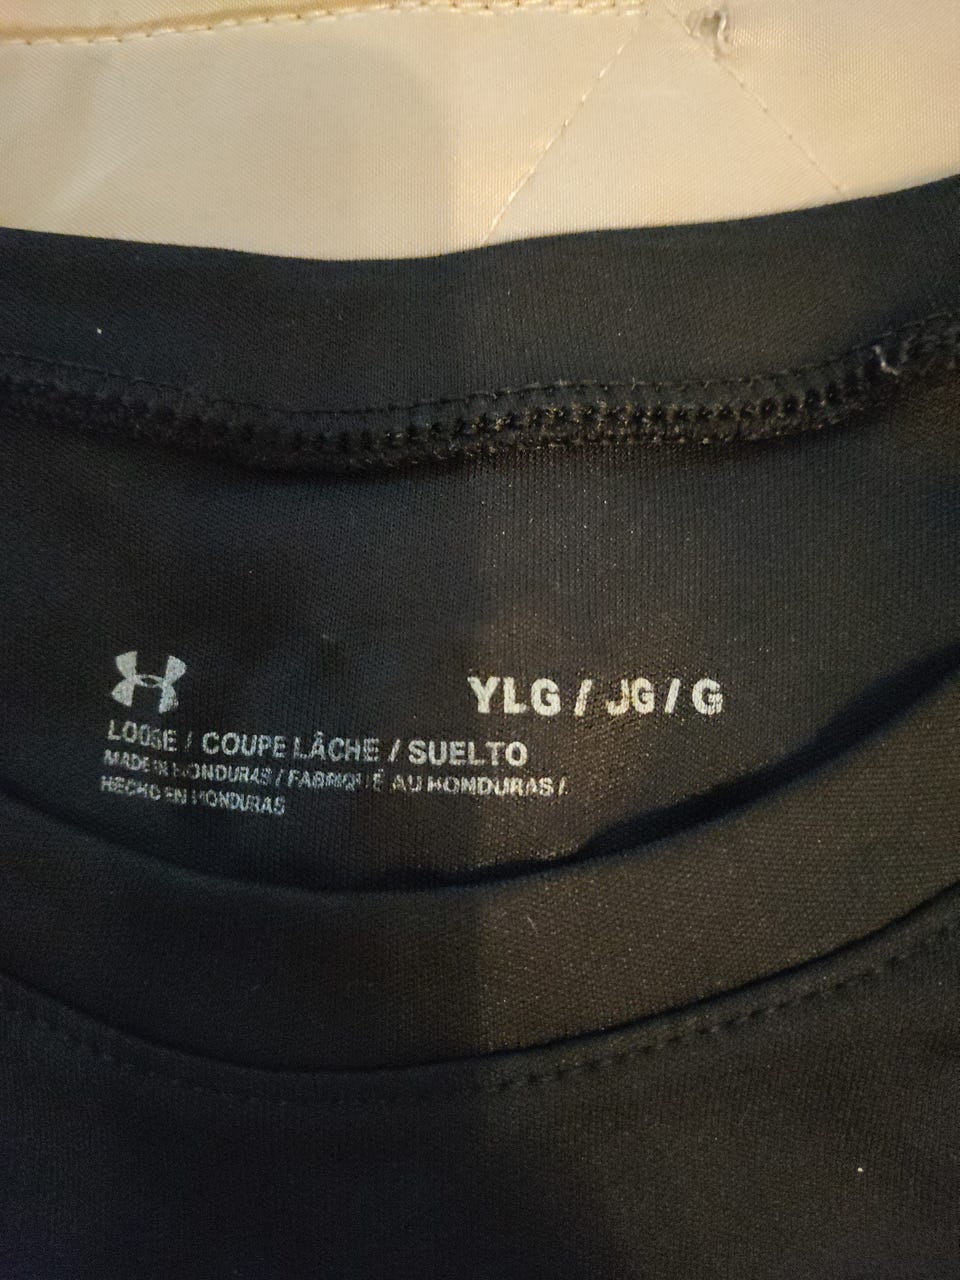 YLG / JG / G
LOOSE / COUPE LÂCHE / SUELTO
MADE IN HONDURAS / FABRIQUÉ AU HONDURAS /
HECHO EN HONDURAS